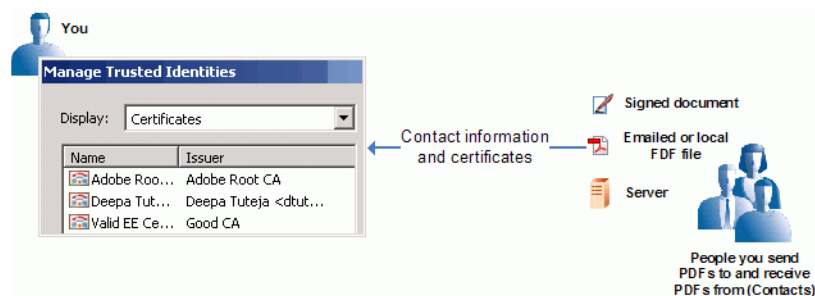 You
Manage Trusted Identities
Display: Certificates
Name Issuer
Adobe Roo... Adobe Root CA
Deepa Tut... Deepa Tuteja <dtut...
Valid EE Ce... Good CA
Contact information
and certificates
Signed document
Emailed or local
FDF file
Server
People you send
PDFs to and receive
PDFs from (Contacts)